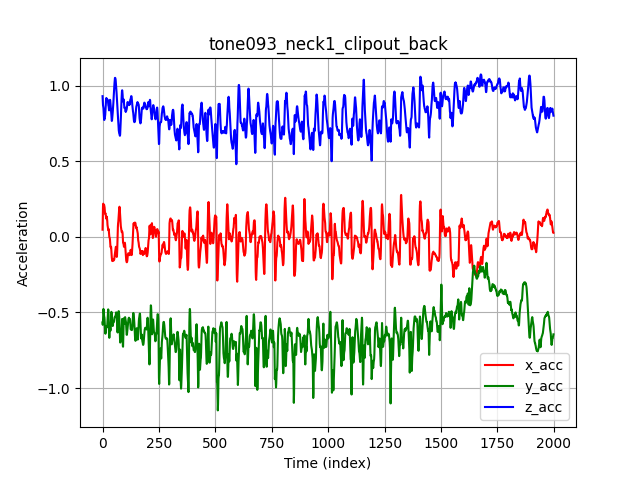 tone093_neck1_clipout_back
1.0
0.5
0.0
−0.5
−1.0
Acceleration
x_acc
y_acc
z_acc
0 250 500 750 1000 1250 1500 1750 2000
Time (index)